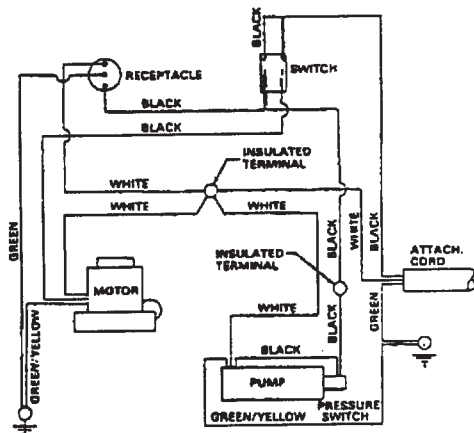 BLACK
RECEPTACLE
SWITCH
BLACK
BLACK
INSULATED
TERMINAL
WHITE
WHITE
WHITE
GREEN
BLACK
WHITE
BLACK
INSULATED
TERMINAL
ATTACH.
CORD
MOTOR
WHITE
BLACK
GREEN
GREEN/YELLOW
BLACK
PUMP
GREEN/YELLOW
PRESSURE
SWITCH